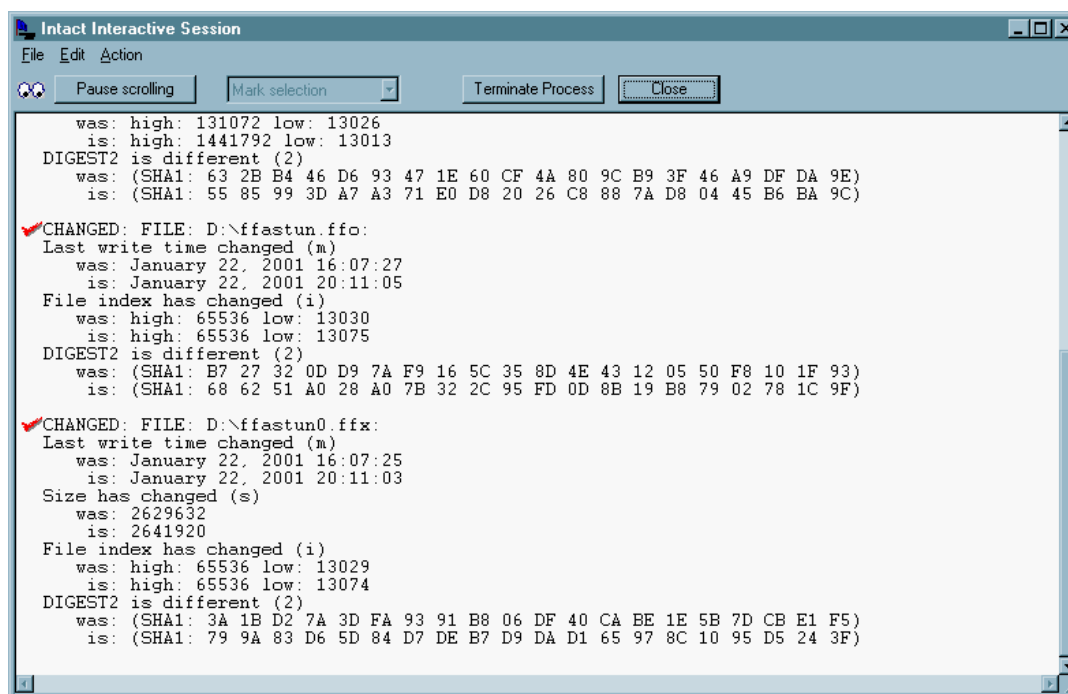 Intact Interactive Session
File Edit Action
Pause scrolling Mark selection Terminate Process Close
was: high: 131072 low: 13026
is: high: 1441792 low: 13013
DIGEST2 is different (2)
was: (SHA1: 63 2B B4 46 D6 93 47 1E 60 CF 4A 80 9C B9 3F 46 A9 DF DA 9E)
is: (SHA1: 55 85 99 3D A7 A3 71 E0 D8 20 26 C8 88 7A D8 04 45 B6 BA 9C)
CHANGED: FILE: D:\ffastun.ffo:
Last write time changed (m)
was: January 22, 2001 16:07:27
is: January 22, 2001 20:11:05
File index has changed (i)
was: high: 65536 low: 13030
is: high: 65536 low: 13075
DIGEST2 is different (2)
was: (SHA1: B7 27 32 0D D9 7A F9 16 5C 35 8D 4E 43 12 05 50 F8 10 1F 93)
is: (SHA1: 68 62 51 A0 28 A0 7B 32 2C 95 FD 0D 8B 19 B8 79 02 78 1C 9F)
CHANGED: FILE: D:\ffastun0.ffx:
Last write time changed (m)
was: January 22, 2001 16:07:25
is: January 22, 2001 20:11:03
Size has changed (s)
was: 2629632
is: 2641920
File index has changed (i)
was: high: 65536 low: 13029
is: high: 65536 low: 13074
DIGEST2 is different (2)
was: (SHA1: 3A 1B D2 7A 3D FA 93 91 B8 06 DF 40 CA BE 1E 5B 7D CB E1 F5)
is: (SHA1: 79 9A 83 D6 5D 84 D7 DE B7 D9 DA D1 65 97 8C 10 95 D5 24 3F)